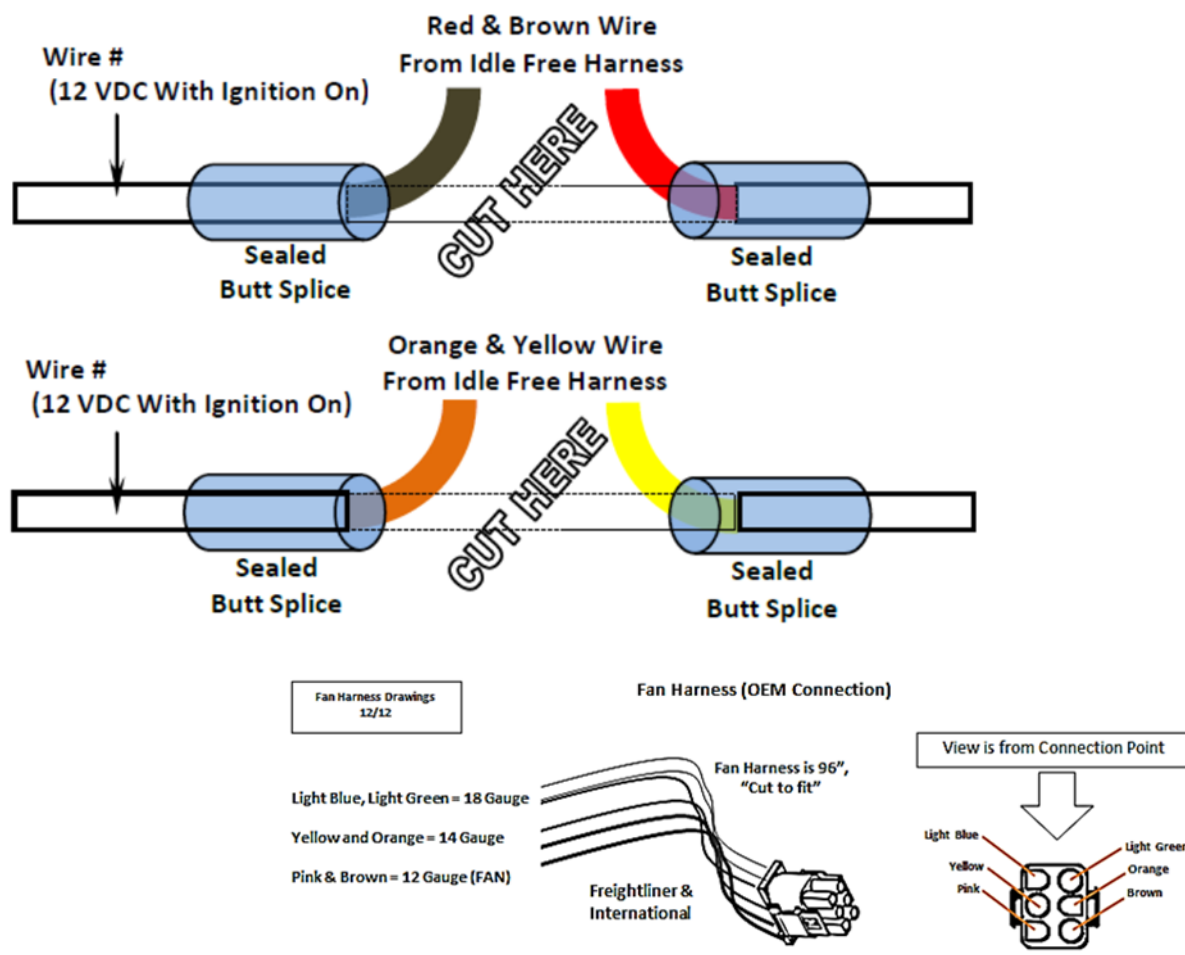 Red & Brown Wire
From Idle Free Harness
Wire #
(12 VDC With Ignition On)
CUT HERE
Sealed
Butt Splice
Sealed
Butt Splice
Orange & Yellow Wire
From Idle Free Harness
Wire #
(12 VDC With Ignition On)
CUT HERE
Sealed
Butt Splice
Sealed
Butt Splice
Fan Harness Drawings
12/12
Fan Harness (OEM Connection)
View is from Connection Point
Fan Harness is 96”,
“Cut to fit”
Light Blue, Light Green = 18 Gauge
Yellow and Orange = 14 Gauge
Pink & Brown = 12 Gauge (FAN)
Freightliner &
International
Light Blue
Light Green
Yellow
Orange
Pink
Brown